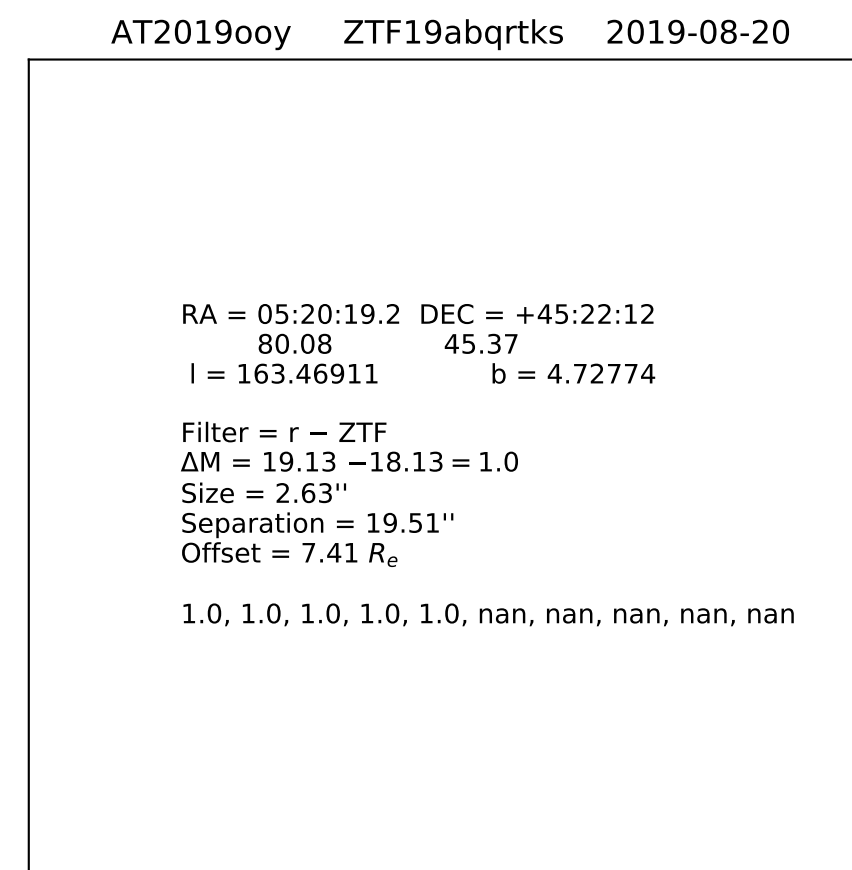 AT2019ooy ZTF19abqrtks 2019-08-20
RA = 05:20:19.2 DEC = +45:22:12
80.08 45.37
l = 163.46911 b = 4.72774
Filter = r − ZTF
ΔM = 19.13 −18.13 = 1.0
Size = 2.63''
Separation = 19.51''
Offset = 7.41 Rₑ
1.0, 1.0, 1.0, 1.0, 1.0, nan, nan, nan, nan, nan